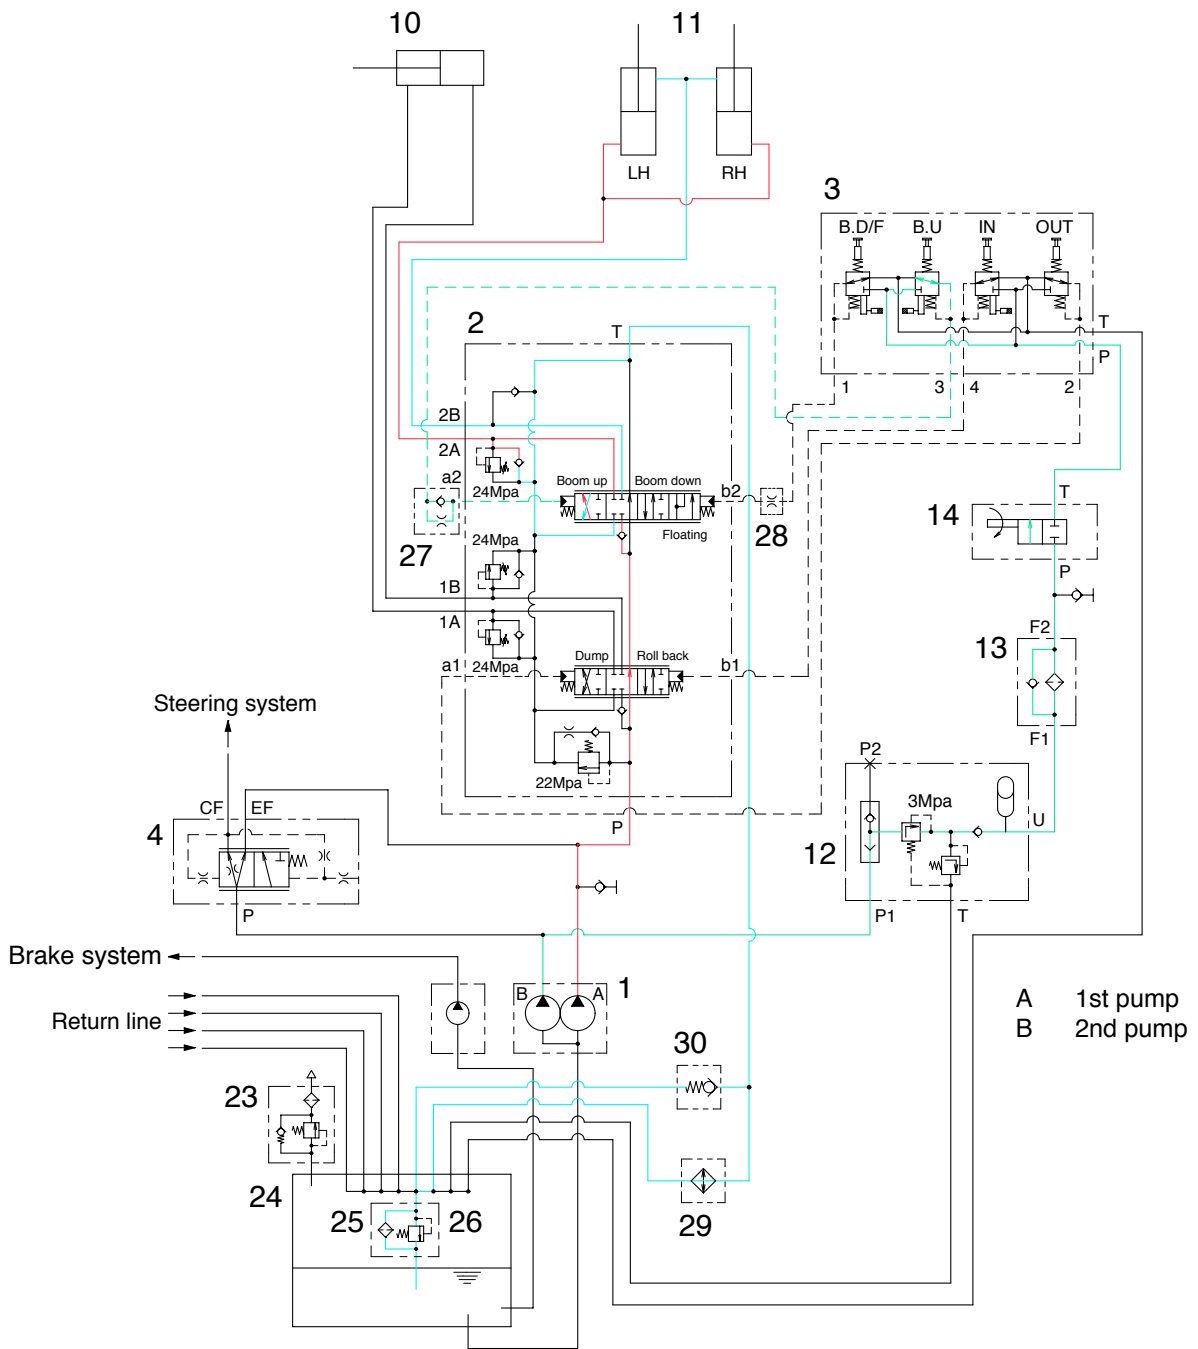 10
11
LH
RH
3
B.D/F
B.U
IN
OUT
T
P
1
3
4
2
2
T
2B
2A
24Mpa
a2
Boom up
Boom down
b2
Floating
27
28
24Mpa
1B
1A
24Mpa
a1
Dump
Roll back
b1
22Mpa
P
14
T
P
13
F2
F1
P2
3Mpa
U
12
P1
T
Steering system
CF
EF
4
P
Brake system
B
A
1
Return line
A 1st pump
B 2nd pump
30
23
24
25
26
29